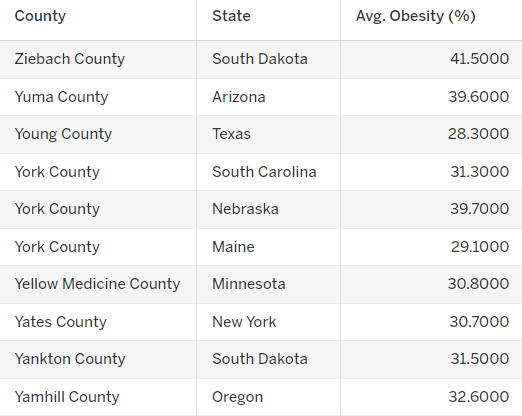 County State Avg. Obesity (%)
Ziebach County South Dakota 41.5000
Yuma County Arizona 39.6000
Young County Texas 28.3000
York County South Carolina 31.3000
York County Nebraska 39.7000
York County Maine 29.1000
Yellow Medicine County Minnesota 30.8000
Yates County New York 30.7000
Yankton County South Dakota 31.5000
Yamhill County Oregon 32.6000